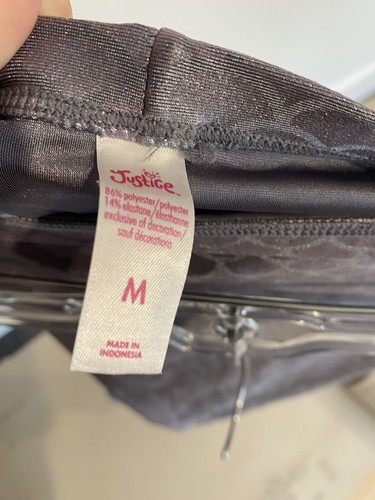 Justice
86% polyester/polyester
14% elastane/élasthanne
exclusive of decoration/
sauf décorations
M
MADE IN
INDONESIA